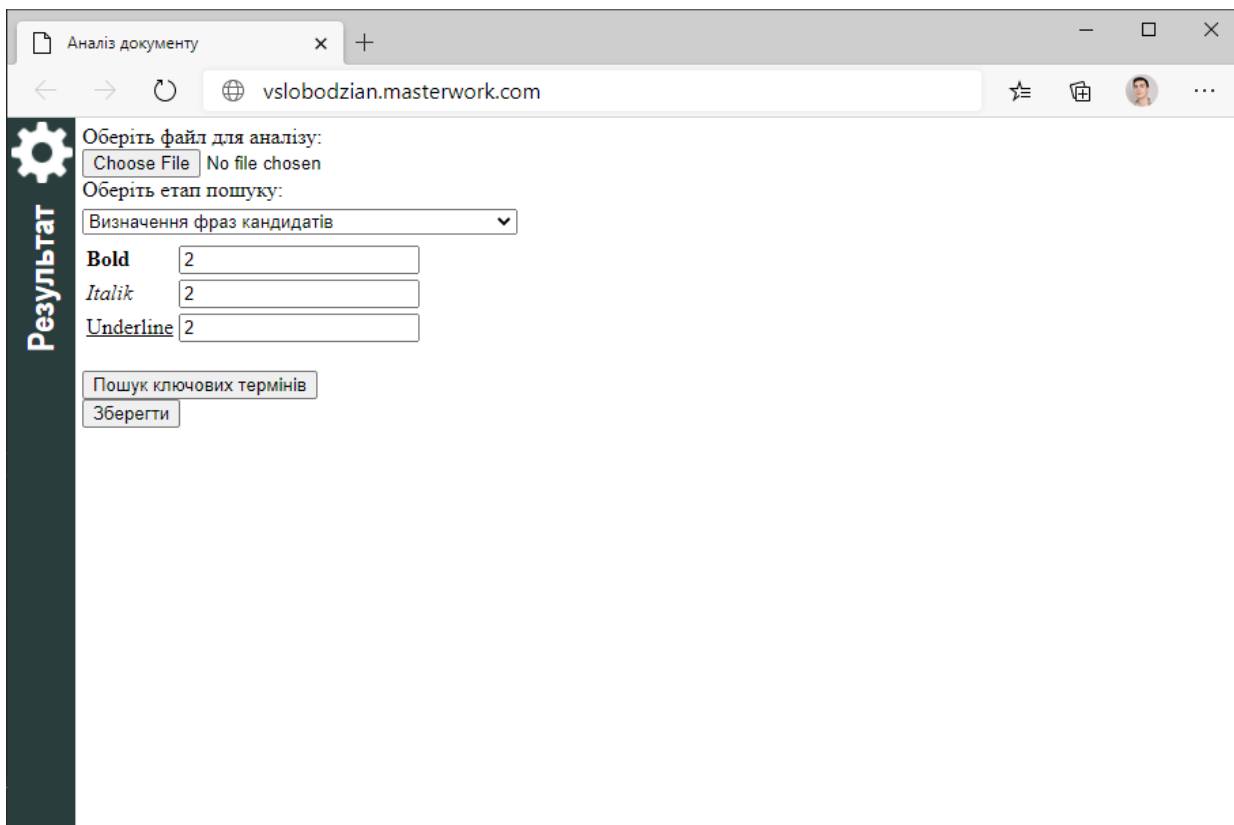 Аналіз документу
vslobodzian.masterwork.com
Результат
Оберіть файл для аналізу:
Choose File No file chosen
Оберіть етап пошуку:
Визначення фраз кандидатів
Bold 2
Italik 2
Underline 2
Пошук ключових термінів
Зберегти